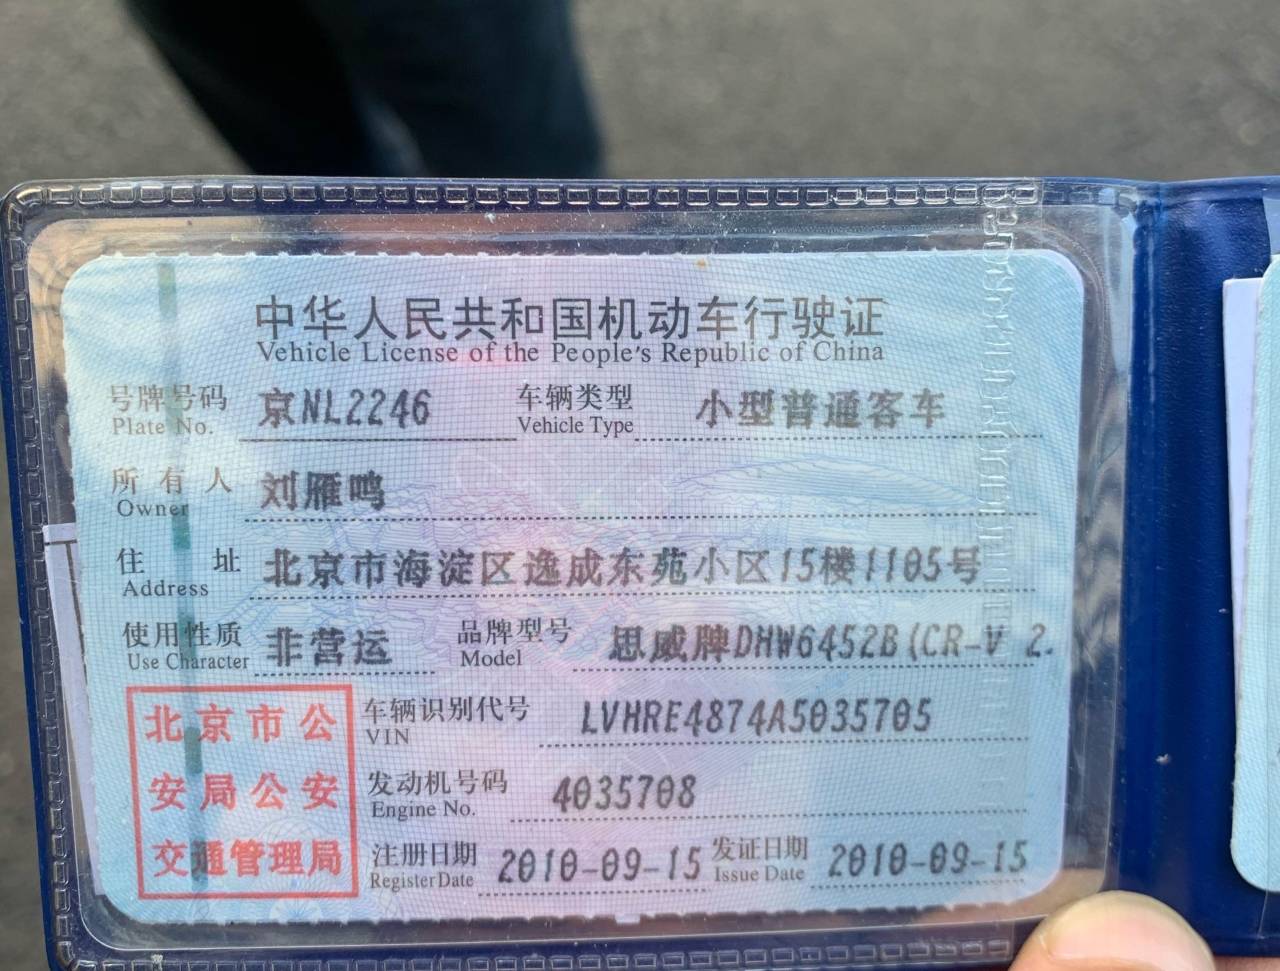 中华人民共和国机动车行驶证
Vehicle License of the People's Republic of China
号牌号码 京NL2246 车辆类型 小型普通客车
Plate No. Vehicle Type
所有人 刘雁鸣
Owner
住址 北京市海淀区逸成东苑小区15楼1105号
Address
使用性质 非营运 品牌型号 思威牌DHW6452B(CR-V 2.
Use Character Model
北京市公
安局公安
交通管理局
车辆识别代号 LVHRE4874A5035705
VIN
发动机号码 4035708
Engine No.
注册日期 2010-09-15 发证日期 2010-09-15
Register Date Issue Date